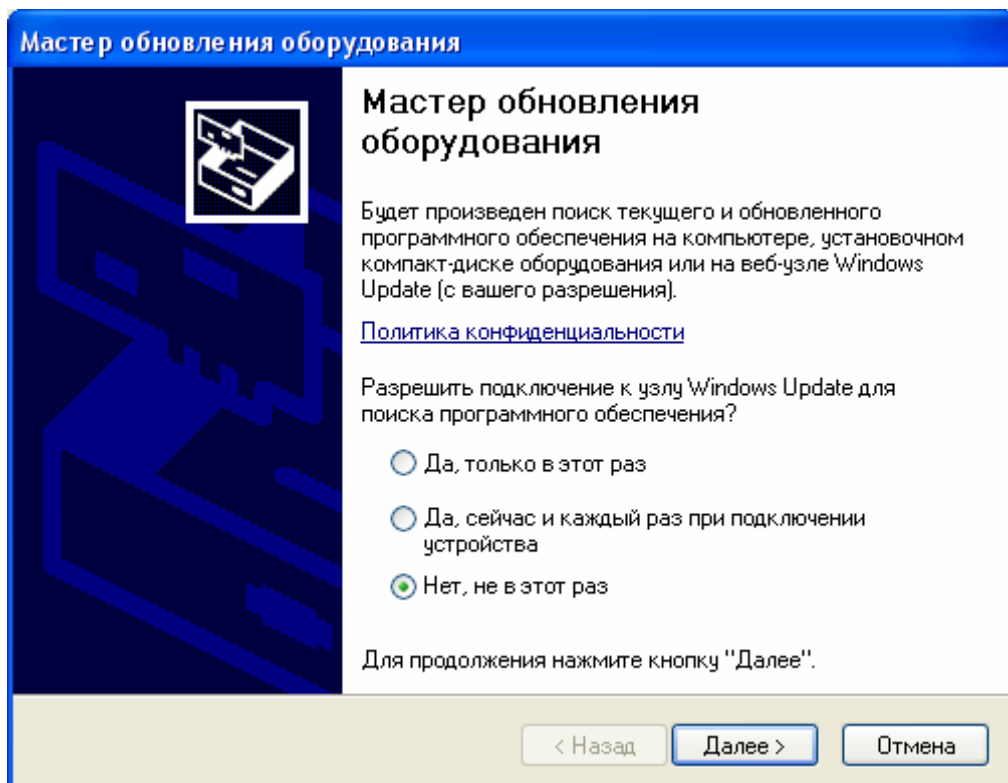 Мастер обновления оборудования
Мастер обновления
оборудования
Будет произведен поиск текущего и обновленного
программного обеспечения на компьютере, установочном
компакт-диске оборудования или на веб-узле Windows
Update (с вашего разрешения).
Политика конфиденциальности
Разрешить подключение к узлу Windows Update для
поиска программного обеспечения?
Да, только в этот раз
Да, сейчас и каждый раз при подключении
устройства
Нет, не в этот раз
Для продолжения нажмите кнопку "Далее".
< Назад
Далее >
Отмена